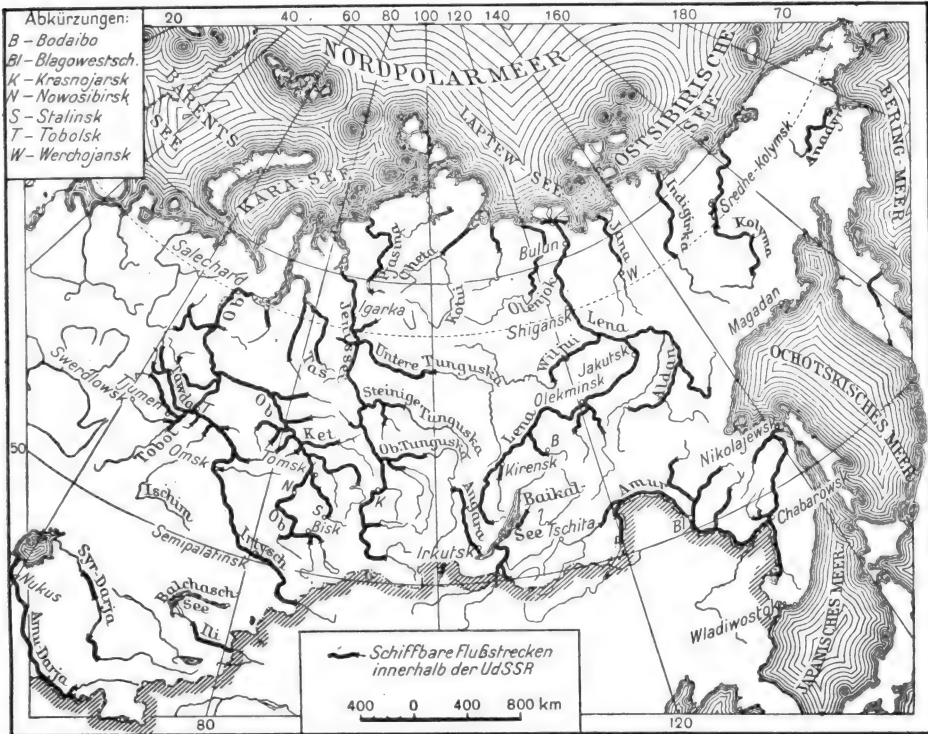 Abkürzungen:
B – Bodaibo
Bl – Blagowestsch.
K – Krasnojarsk
N – Nowosibirsk
S – Stalinsk
T – Tobolsk
W – Werchojansk
20 40 60 80 100 120 140 160 180 70
NORDPOLARMEER
BARENTS
SEE
KARA-SEE
LAPTEW
SEE
OSTSIBIRISCHE
SEE
BERING-MEER
Anadyr
Sredne-Kolymsk
Kolyma
Indigirka
Jana
W
Bulun
Olenjok
Cheta
Pjasina
Kotui
Igarka
Salechard
Ob
Tas
Jenissei
Shigansk
Lena
Wiljui
Jakutsk
Olekminsk
Aldan
Magadan
OCHOTSKISCHES MEER
Untere Tunguska
Steinige
Tunguska
Ob. Tunguska
Swerdlowsk
Tjumen
Tawda
T
Ob
Ket
Lena
B
Kirensk
Nikolajewsk
50
Tobol
Omsk
Tomsk
N
K
Angara
Baikal-
See
Tschita
Amur
Bl
Chabarowsk
Ischim
Ob
S
Bisk
Semipalatinsk
Irtysch
Irkutsk
Nukus
Syr-Darja
Balchasch-
See
Ili
Amu-Darja
Wladiwostok
JAPANISCHES MEER
Schiffbare Flußstrecken
innerhalb der UdSSR
400 0 400 800 km
80 120